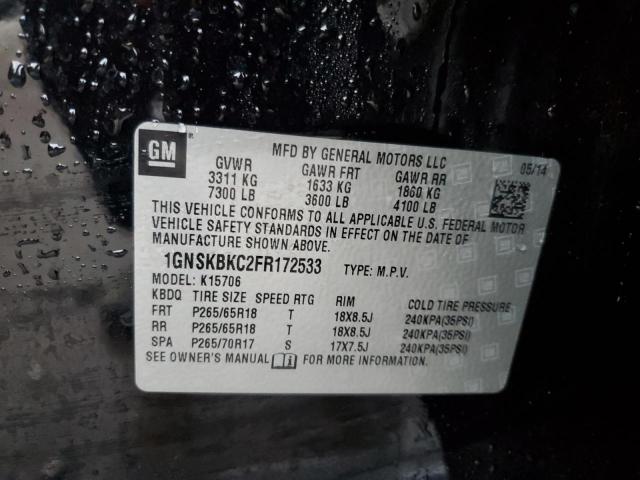 GM
MFD BY GENERAL MOTORS LLC 05/14
GVWR GAWR FRT GAWR RR
3311 KG 1633 KG 1860 KG
7300 LB 3600 LB 4100 LB
THIS VEHICLE CONFORMS TO ALL APPLICABLE U.S. FEDERAL MOTOR
VEHICLE SAFETY STANDARDS IN EFFECT ON THE DATE OF
MANUFACTURE SHOWN ABOVE.
1GNSKBKC2FR172533 TYPE: M.P.V.
MODEL: K15706
KBDQ TIRE SIZE SPEED RTG RIM COLD TIRE PRESSURE
FRT P265/65R18 T 18X8.5J 240KPA(35PSI)
RR P265/65R18 T 18X8.5J 240KPA(35PSI)
SPA P265/70R17 S 17X7.5J 240KPA(35PSI)
SEE OWNER'S MANUAL FOR MORE INFORMATION.